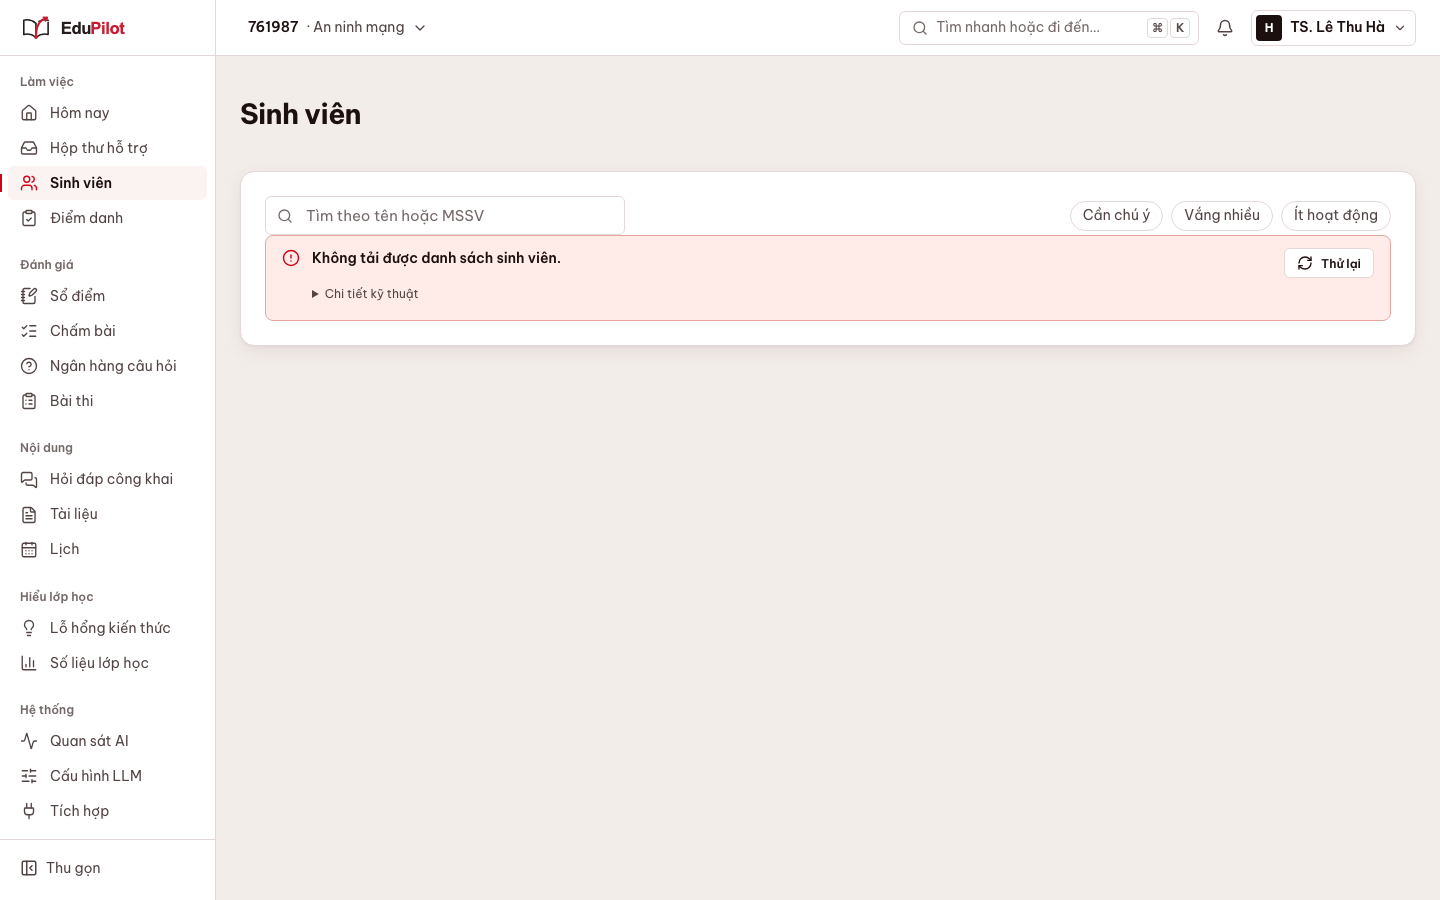 EduPilot
761987 · An ninh mạng
Tìm nhanh hoặc đi đến...
⌘ K
H
TS. Lê Thu Hà
Làm việc
Hôm nay
Hộp thư hỗ trợ
Sinh viên
Điểm danh
Đánh giá
Sổ điểm
Chấm bài
Ngân hàng câu hỏi
Bài thi
Nội dung
Hỏi đáp công khai
Tài liệu
Lịch
Hiểu lớp học
Lỗ hổng kiến thức
Số liệu lớp học
Hệ thống
Quan sát AI
Cấu hình LLM
Tích hợp
Thu gọn
Sinh viên
Tìm theo tên hoặc MSSV
Cần chú ý
Vắng nhiều
Ít hoạt động
Không tải được danh sách sinh viên.
Thử lại
Chi tiết kỹ thuật